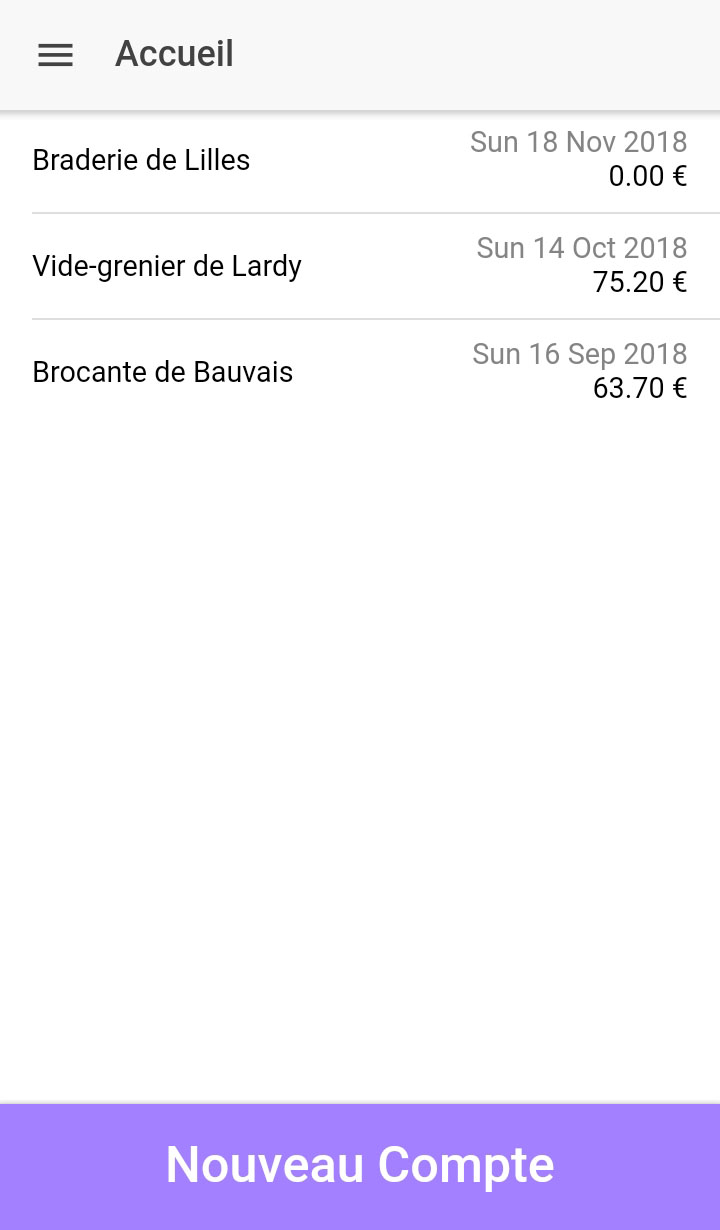 Accueil
Braderie de Lilles
Sun 18 Nov 2018
0.00 €
Vide-grenier de Lardy
Sun 14 Oct 2018
75.20 €
Brocante de Bauvais
Sun 16 Sep 2018
63.70 €
Nouveau Compte